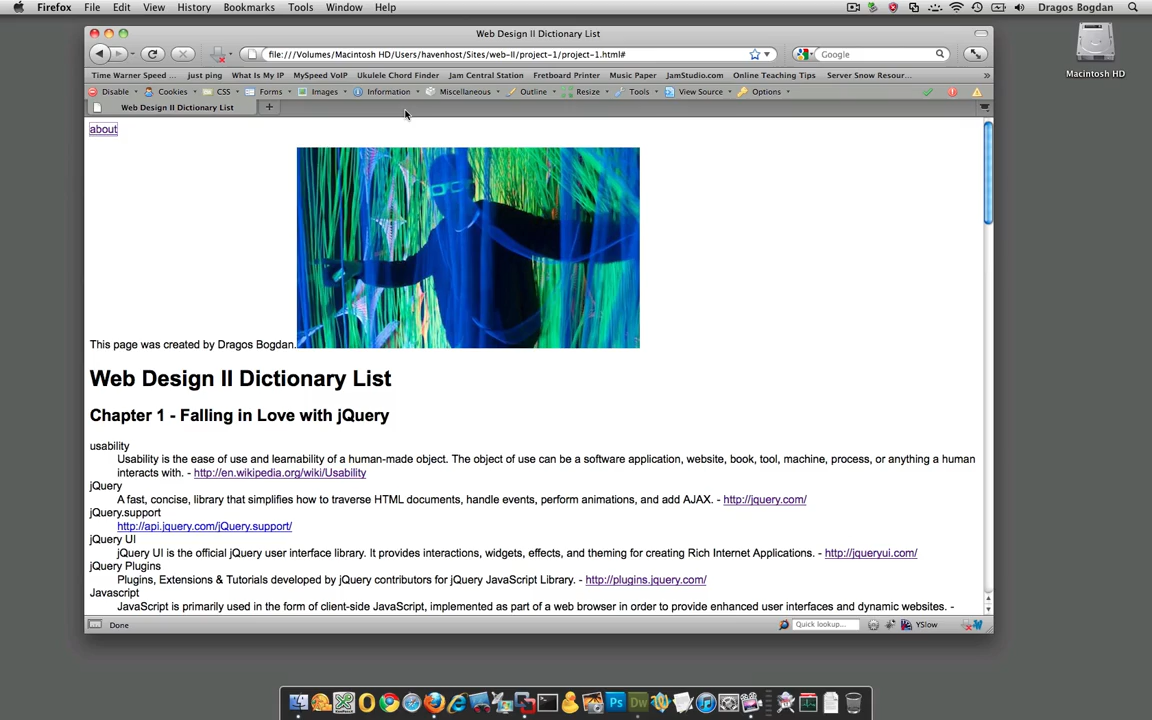 Firefox File Edit View History Bookmarks Tools Window Help Dragos Bogdan
Web Design II Dictionary List
file:///Volumes/Macintosh HD/Users/havenhost/Sites/web-II/project-1/project-1.html# Google
Time Warner Speed ... just ping What Is My IP MySpeed VoIP Ukulele Chord Finder Jam Central Station Fretboard Printer Music Paper JamStudio.com Online Teaching Tips Server Snow Resour... »
Disable Cookies CSS Forms Images Information Miscellaneous Outline Resize Tools View Source Options
Web Design II Dictionary List +
Macintosh HD
about
This page was created by Dragos Bogdan.
Web Design II Dictionary List
Chapter 1 - Falling in Love with jQuery
usability
Usability is the ease of use and learnability of a human-made object. The object of use can be a software application, website, book, tool, machine, process, or anything a human
interacts with. - http://en.wikipedia.org/wiki/Usability
jQuery
A fast, concise, library that simplifies how to traverse HTML documents, handle events, perform animations, and add AJAX. - http://jquery.com/
jQuery.support
http://api.jquery.com/jQuery.support/
jQuery UI
jQuery UI is the official jQuery user interface library. It provides interactions, widgets, effects, and theming for creating Rich Internet Applications. - http://jqueryui.com/
jQuery Plugins
Plugins, Extensions & Tutorials developed by jQuery contributors for jQuery JavaScript Library. - http://plugins.jquery.com/
Javascript
JavaScript is primarily used in the form of client-side JavaScript, implemented as part of a web browser in order to provide enhanced user interfaces and dynamic websites. -
Done Quick lookup... YSlow
Ps Dw